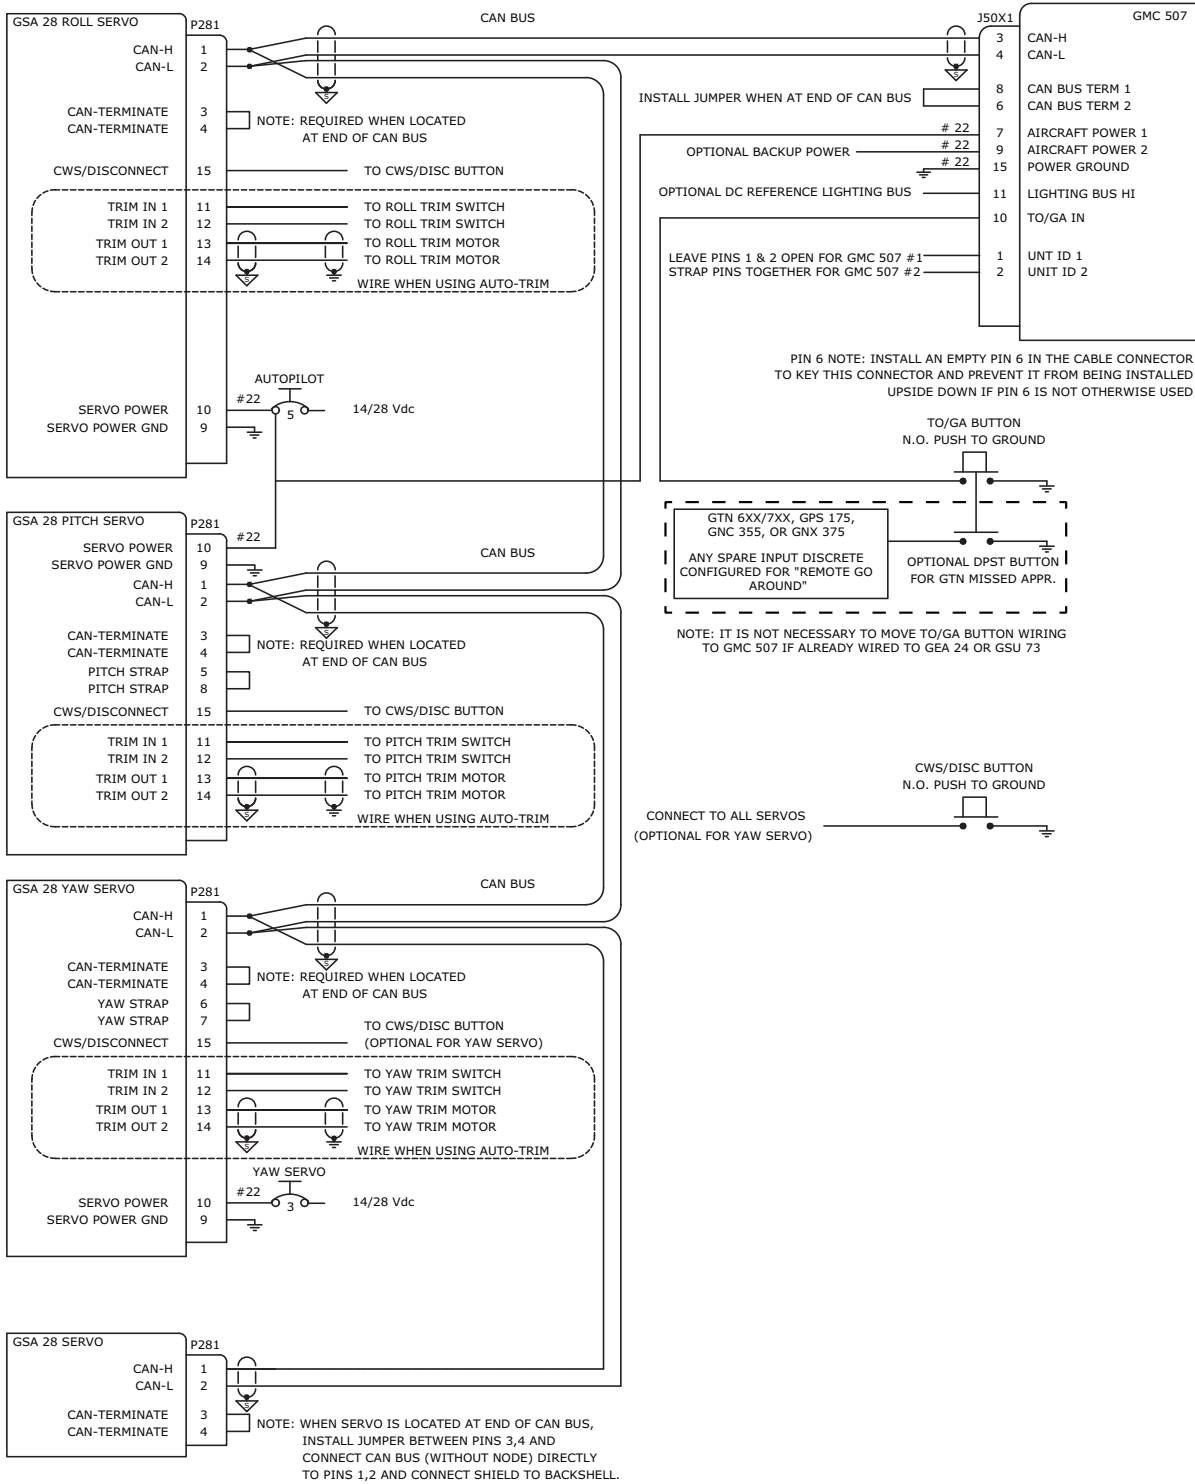 GSA 28 ROLL SERVO
P281
CAN BUS
J50X1
GMC 507
CAN-H 1
CAN-L 2
CAN-TERMINATE 3
CAN-TERMINATE 4
NOTE: REQUIRED WHEN LOCATED
AT END OF CAN BUS
CWS/DISCONNECT 15 TO CWS/DISC BUTTON
TRIM IN 1 11 TO ROLL TRIM SWITCH
TRIM IN 2 12 TO ROLL TRIM SWITCH
TRIM OUT 1 13 TO ROLL TRIM MOTOR
TRIM OUT 2 14 TO ROLL TRIM MOTOR
S
S
S
WIRE WHEN USING AUTO-TRIM
AUTOPILOT
SERVO POWER 10 #22 5 14/28 Vdc
SERVO POWER GND 9
3 CAN-H
4 CAN-L
INSTALL JUMPER WHEN AT END OF CAN BUS
8 CAN BUS TERM 1
6 CAN BUS TERM 2
# 22 7 AIRCRAFT POWER 1
OPTIONAL BACKUP POWER # 22 9 AIRCRAFT POWER 2
# 22 15 POWER GROUND
OPTIONAL DC REFERENCE LIGHTING BUS 11 LIGHTING BUS HI
10 TO/GA IN
LEAVE PINS 1 & 2 OPEN FOR GMC 507 #1 1 UNT ID 1
STRAP PINS TOGETHER FOR GMC 507 #2 2 UNIT ID 2
PIN 6 NOTE: INSTALL AN EMPTY PIN 6 IN THE CABLE CONNECTOR
TO KEY THIS CONNECTOR AND PREVENT IT FROM BEING INSTALLED
UPSIDE DOWN IF PIN 6 IS NOT OTHERWISE USED
TO/GA BUTTON
N.O. PUSH TO GROUND
GTN 6XX/7XX, GPS 175,
GNC 355, OR GNX 375
ANY SPARE INPUT DISCRETE
CONFIGURED FOR "REMOTE GO
AROUND"
OPTIONAL DPST BUTTON
FOR GTN MISSED APPR.
NOTE: IT IS NOT NECESSARY TO MOVE TO/GA BUTTON WIRING
TO GMC 507 IF ALREADY WIRED TO GEA 24 OR GSU 73
CWS/DISC BUTTON
N.O. PUSH TO GROUND
CONNECT TO ALL SERVOS
(OPTIONAL FOR YAW SERVO)
GSA 28 PITCH SERVO
P281
SERVO POWER 10 #22
SERVO POWER GND 9
CAN BUS
CAN-H 1
CAN-L 2
S
CAN-TERMINATE 3
CAN-TERMINATE 4
NOTE: REQUIRED WHEN LOCATED
AT END OF CAN BUS
PITCH STRAP 5
PITCH STRAP 8
CWS/DISCONNECT 15 TO CWS/DISC BUTTON
TRIM IN 1 11 TO PITCH TRIM SWITCH
TRIM IN 2 12 TO PITCH TRIM SWITCH
TRIM OUT 1 13 TO PITCH TRIM MOTOR
TRIM OUT 2 14 TO PITCH TRIM MOTOR
S
WIRE WHEN USING AUTO-TRIM
GSA 28 YAW SERVO
P281
CAN BUS
CAN-H 1
CAN-L 2
S
CAN-TERMINATE 3
CAN-TERMINATE 4
NOTE: REQUIRED WHEN LOCATED
AT END OF CAN BUS
YAW STRAP 6
YAW STRAP 7
CWS/DISCONNECT 15 TO CWS/DISC BUTTON
(OPTIONAL FOR YAW SERVO)
TRIM IN 1 11 TO YAW TRIM SWITCH
TRIM IN 2 12 TO YAW TRIM SWITCH
TRIM OUT 1 13 TO YAW TRIM MOTOR
TRIM OUT 2 14 TO YAW TRIM MOTOR
S
WIRE WHEN USING AUTO-TRIM
YAW SERVO
SERVO POWER 10 #22 3 14/28 Vdc
SERVO POWER GND 9
GSA 28 SERVO
P281
CAN-H 1
CAN-L 2
S
CAN-TERMINATE 3
CAN-TERMINATE 4
NOTE: WHEN SERVO IS LOCATED AT END OF CAN BUS,
INSTALL JUMPER BETWEEN PINS 3,4 AND
CONNECT CAN BUS (WITHOUT NODE) DIRECTLY
TO PINS 1,2 AND CONNECT SHIELD TO BACKSHELL.